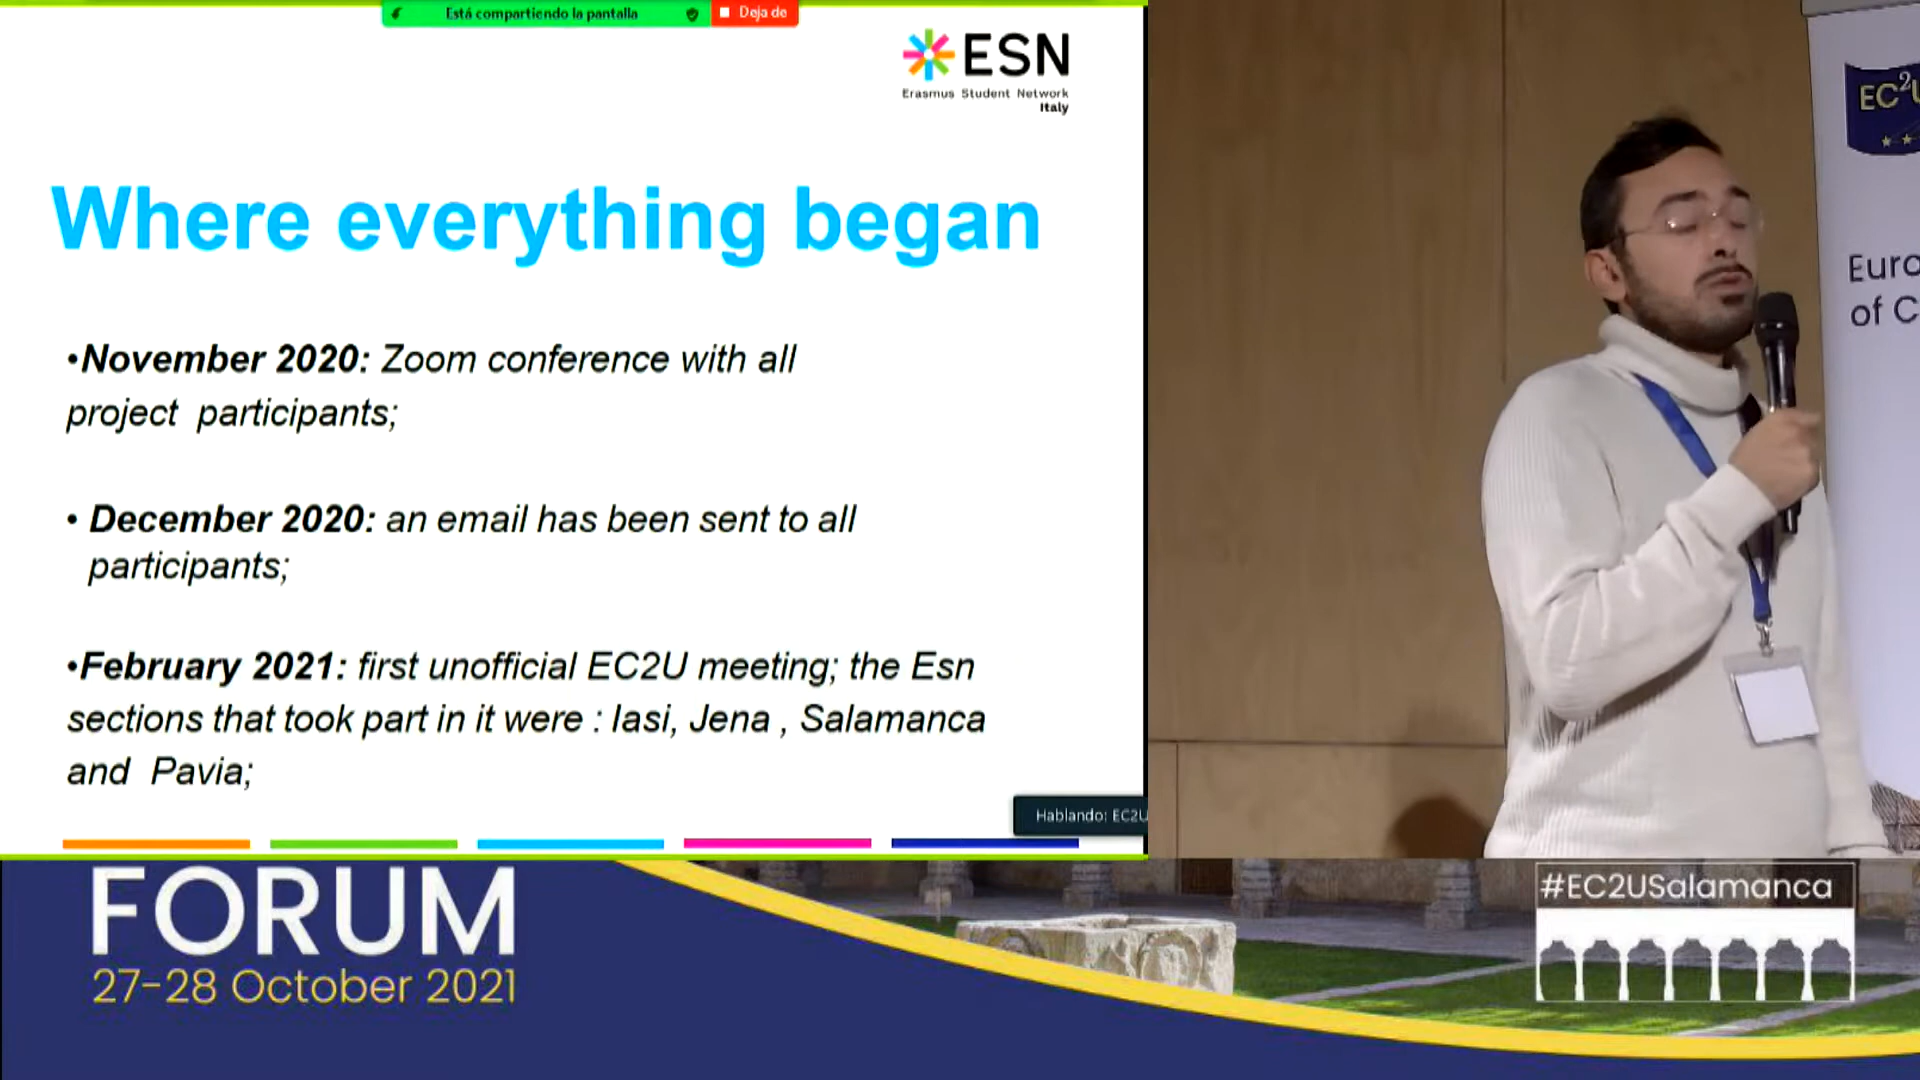 Está compartiendo la pantalla
Deja de
ESN
Erasmus Student Network
Italy
Where everything began
•November 2020: Zoom conference with all
project participants;
• December 2020: an email has been sent to all
participants;
•February 2021: first unofficial EC2U meeting; the Esn
sections that took part in it were : Iasi, Jena , Salamanca
and Pavia;
Hablando: EC2U
EC²U
Euro
of C
FORUM
27-28 October 2021
#EC2USalamanca